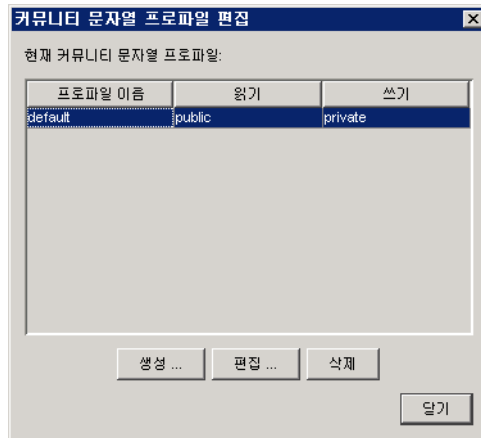 커뮤니티 문자열 프로파일 편집
현재 커뮤니티 문자열 프로파일:
프로파일 이름 읽기 쓰기
default public private
생성 ... 편집 ... 삭제
닫기